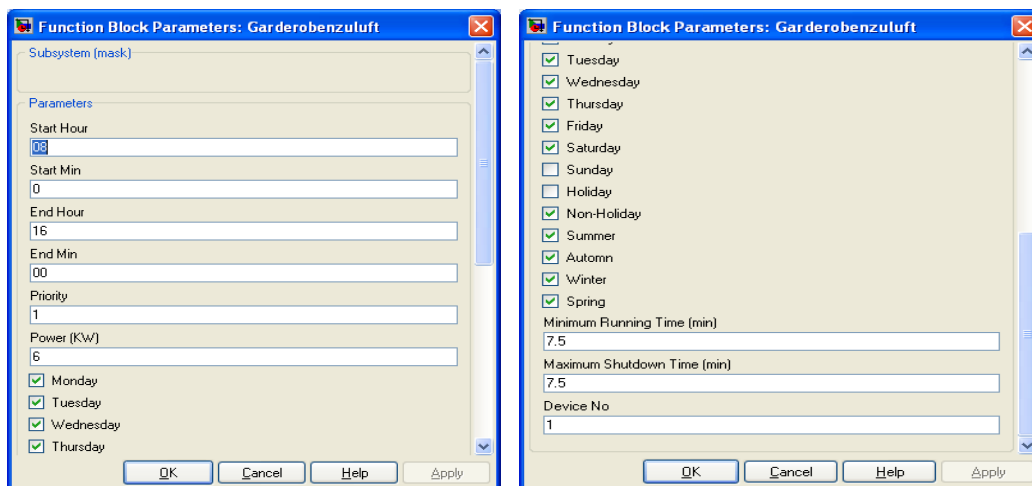 Function Block Parameters: Garderobenzuluft
Subsystem (mask)
Parameters
Start Hour
08
Start Min
0
End Hour
16
End Min
00
Priority
1
Power (KW)
6
Monday
Tuesday
Wednesday
Thursday
OK Cancel Help Apply
Function Block Parameters: Garderobenzuluft
Tuesday
Wednesday
Thursday
Friday
Saturday
Sunday
Holiday
Non-Holiday
Summer
Automn
Winter
Spring
Minimum Running Time (min)
7.5
Maximum Shutdown Time (min)
7.5
Device No
1
OK Cancel Help Apply